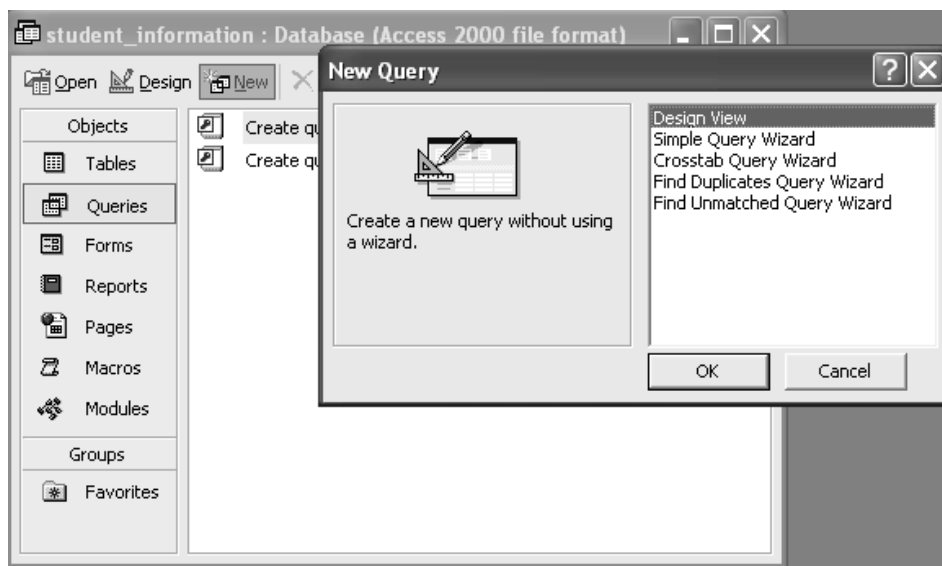 student_information : Database (Access 2000 file format)
Open Design New
Objects
Tables
Queries
Forms
Reports
Pages
Macros
Modules
Groups
Favorites
Create
Create
New Query
Create a new query without using
a wizard.
Design View
Simple Query Wizard
Crosstab Query Wizard
Find Duplicates Query Wizard
Find Unmatched Query Wizard
OK Cancel